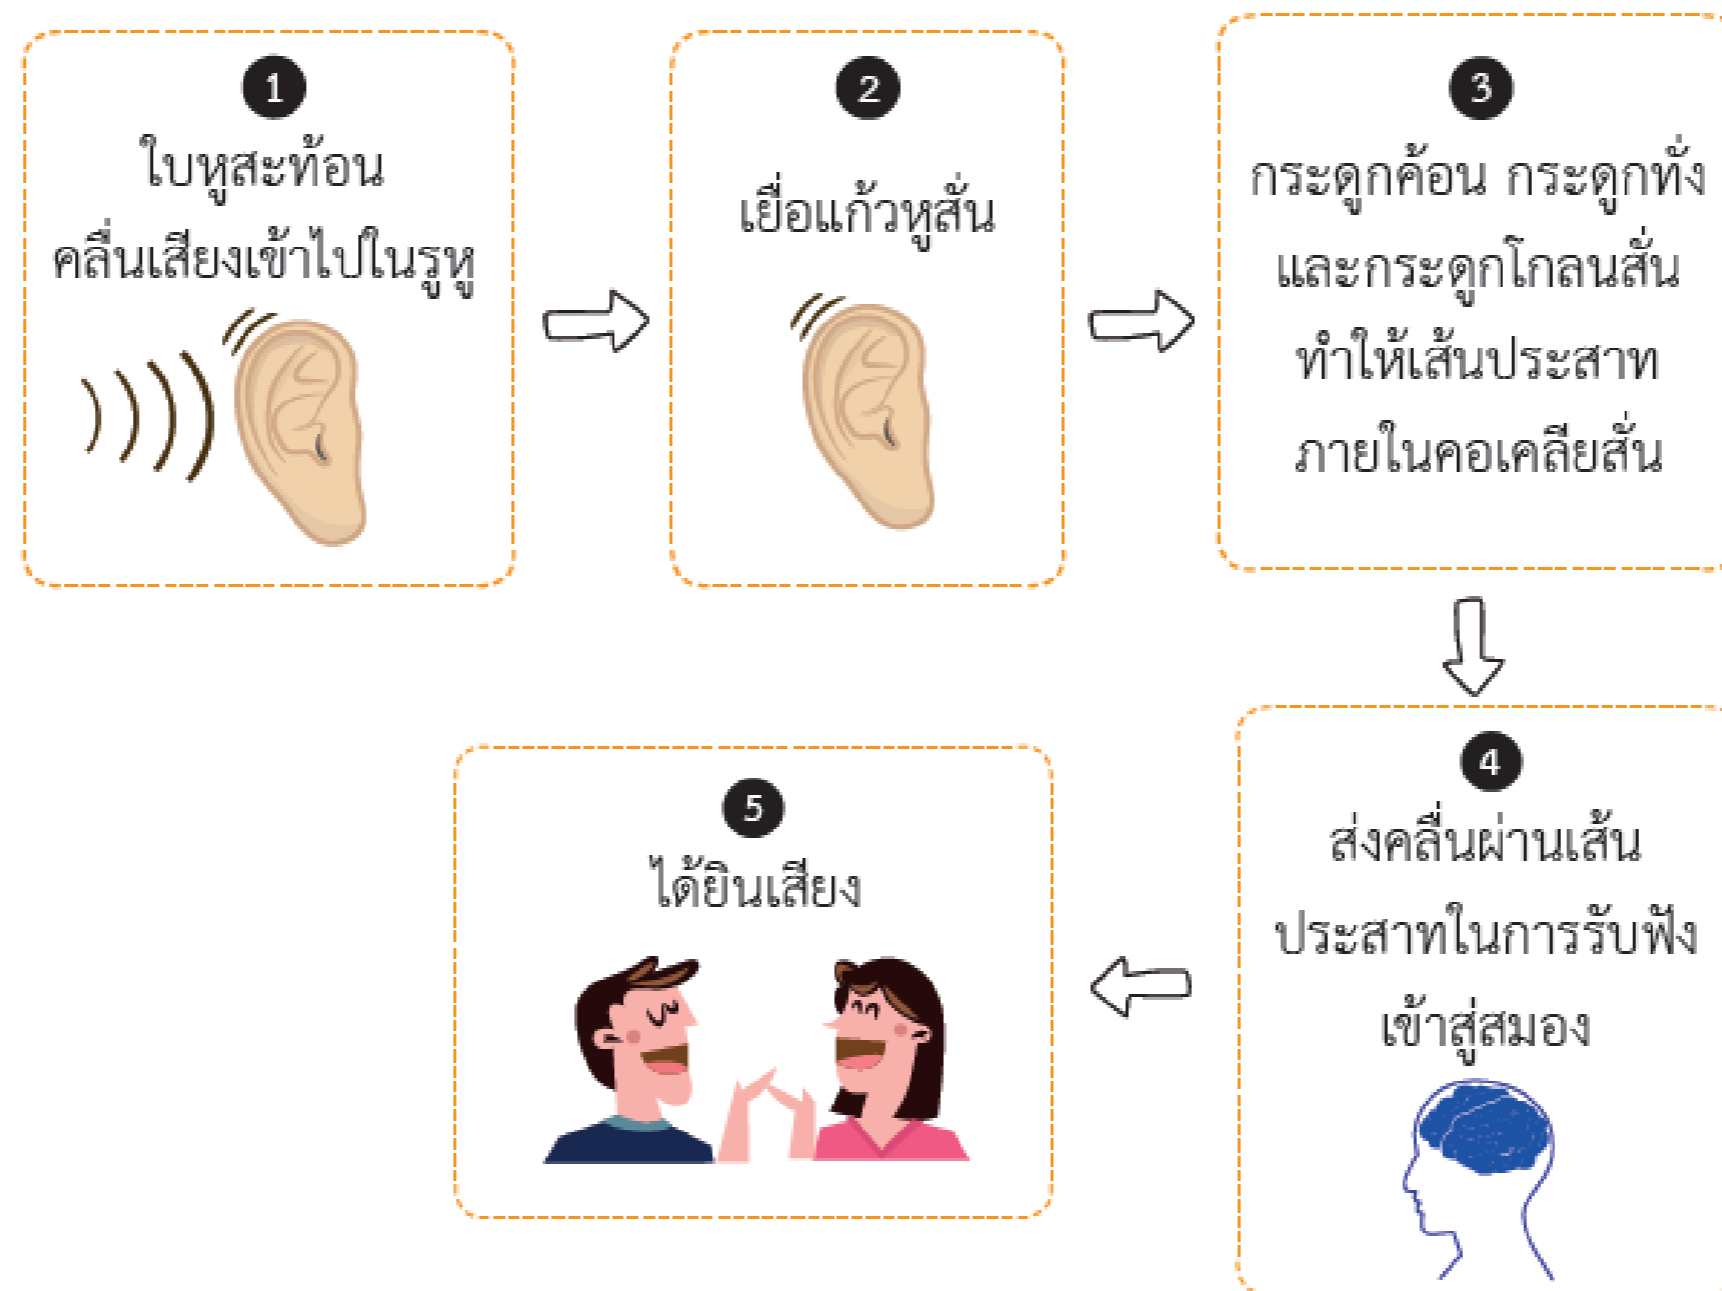 1
ใบหูสะท้อน
คลื่นเสียงเข้าไปในรูหู
2
เยื่อแก้วหูสั่น
3
กระดูกค้อน กระดูกทั่ง
และกระดูกโกลนสั่น
ทำให้เส้นประสาท
ภายในคอเคลียสั่น
4
ส่งคลื่นผ่านเส้น
ประสาทในการรับฟัง
เข้าสู่สมอง
5
ได้ยินเสียง